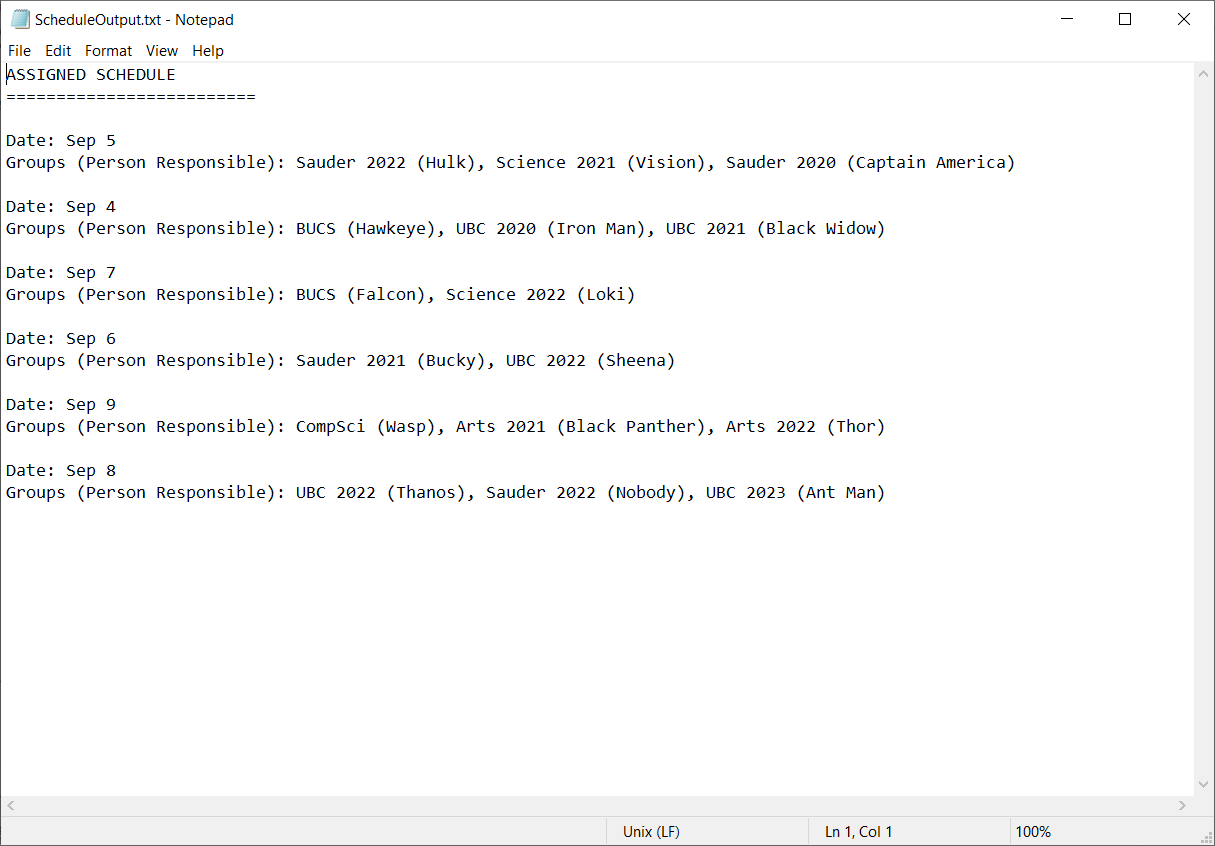 ScheduleOutput.txt - Notepad
File Edit Format View Help
ASSIGNED SCHEDULE
=========================
Date: Sep 5
Groups (Person Responsible): Sauder 2022 (Hulk), Science 2021 (Vision), Sauder 2020 (Captain America)
Date: Sep 4
Groups (Person Responsible): BUCS (Hawkeye), UBC 2020 (Iron Man), UBC 2021 (Black Widow)
Date: Sep 7
Groups (Person Responsible): BUCS (Falcon), Science 2022 (Loki)
Date: Sep 6
Groups (Person Responsible): Sauder 2021 (Bucky), UBC 2022 (Sheena)
Date: Sep 9
Groups (Person Responsible): CompSci (Wasp), Arts 2021 (Black Panther), Arts 2022 (Thor)
Date: Sep 8
Groups (Person Responsible): UBC 2022 (Thanos), Sauder 2022 (Nobody), UBC 2023 (Ant Man)
Unix (LF) Ln 1, Col 1 100%